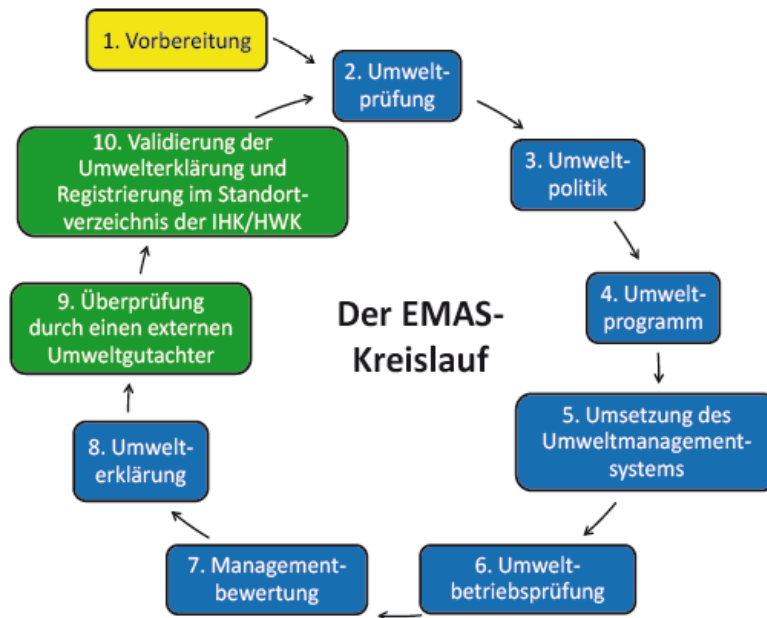 1. Vorbereitung
2. Umwelt-
prüfung
3. Umwelt-
politik
4. Umwelt-
programm
5. Umsetzung des
Umweltmanagement-
systems
6. Umwelt-
betriebsprüfung
7. Management-
bewertung
8. Umwelt-
erklärung
9. Überprüfung
durch einen externen
Umweltgutachter
10. Validierung der
Umwelterklärung und
Registrierung im Standort-
verzeichnis der IHK/HWK
Der EMAS-
Kreislauf